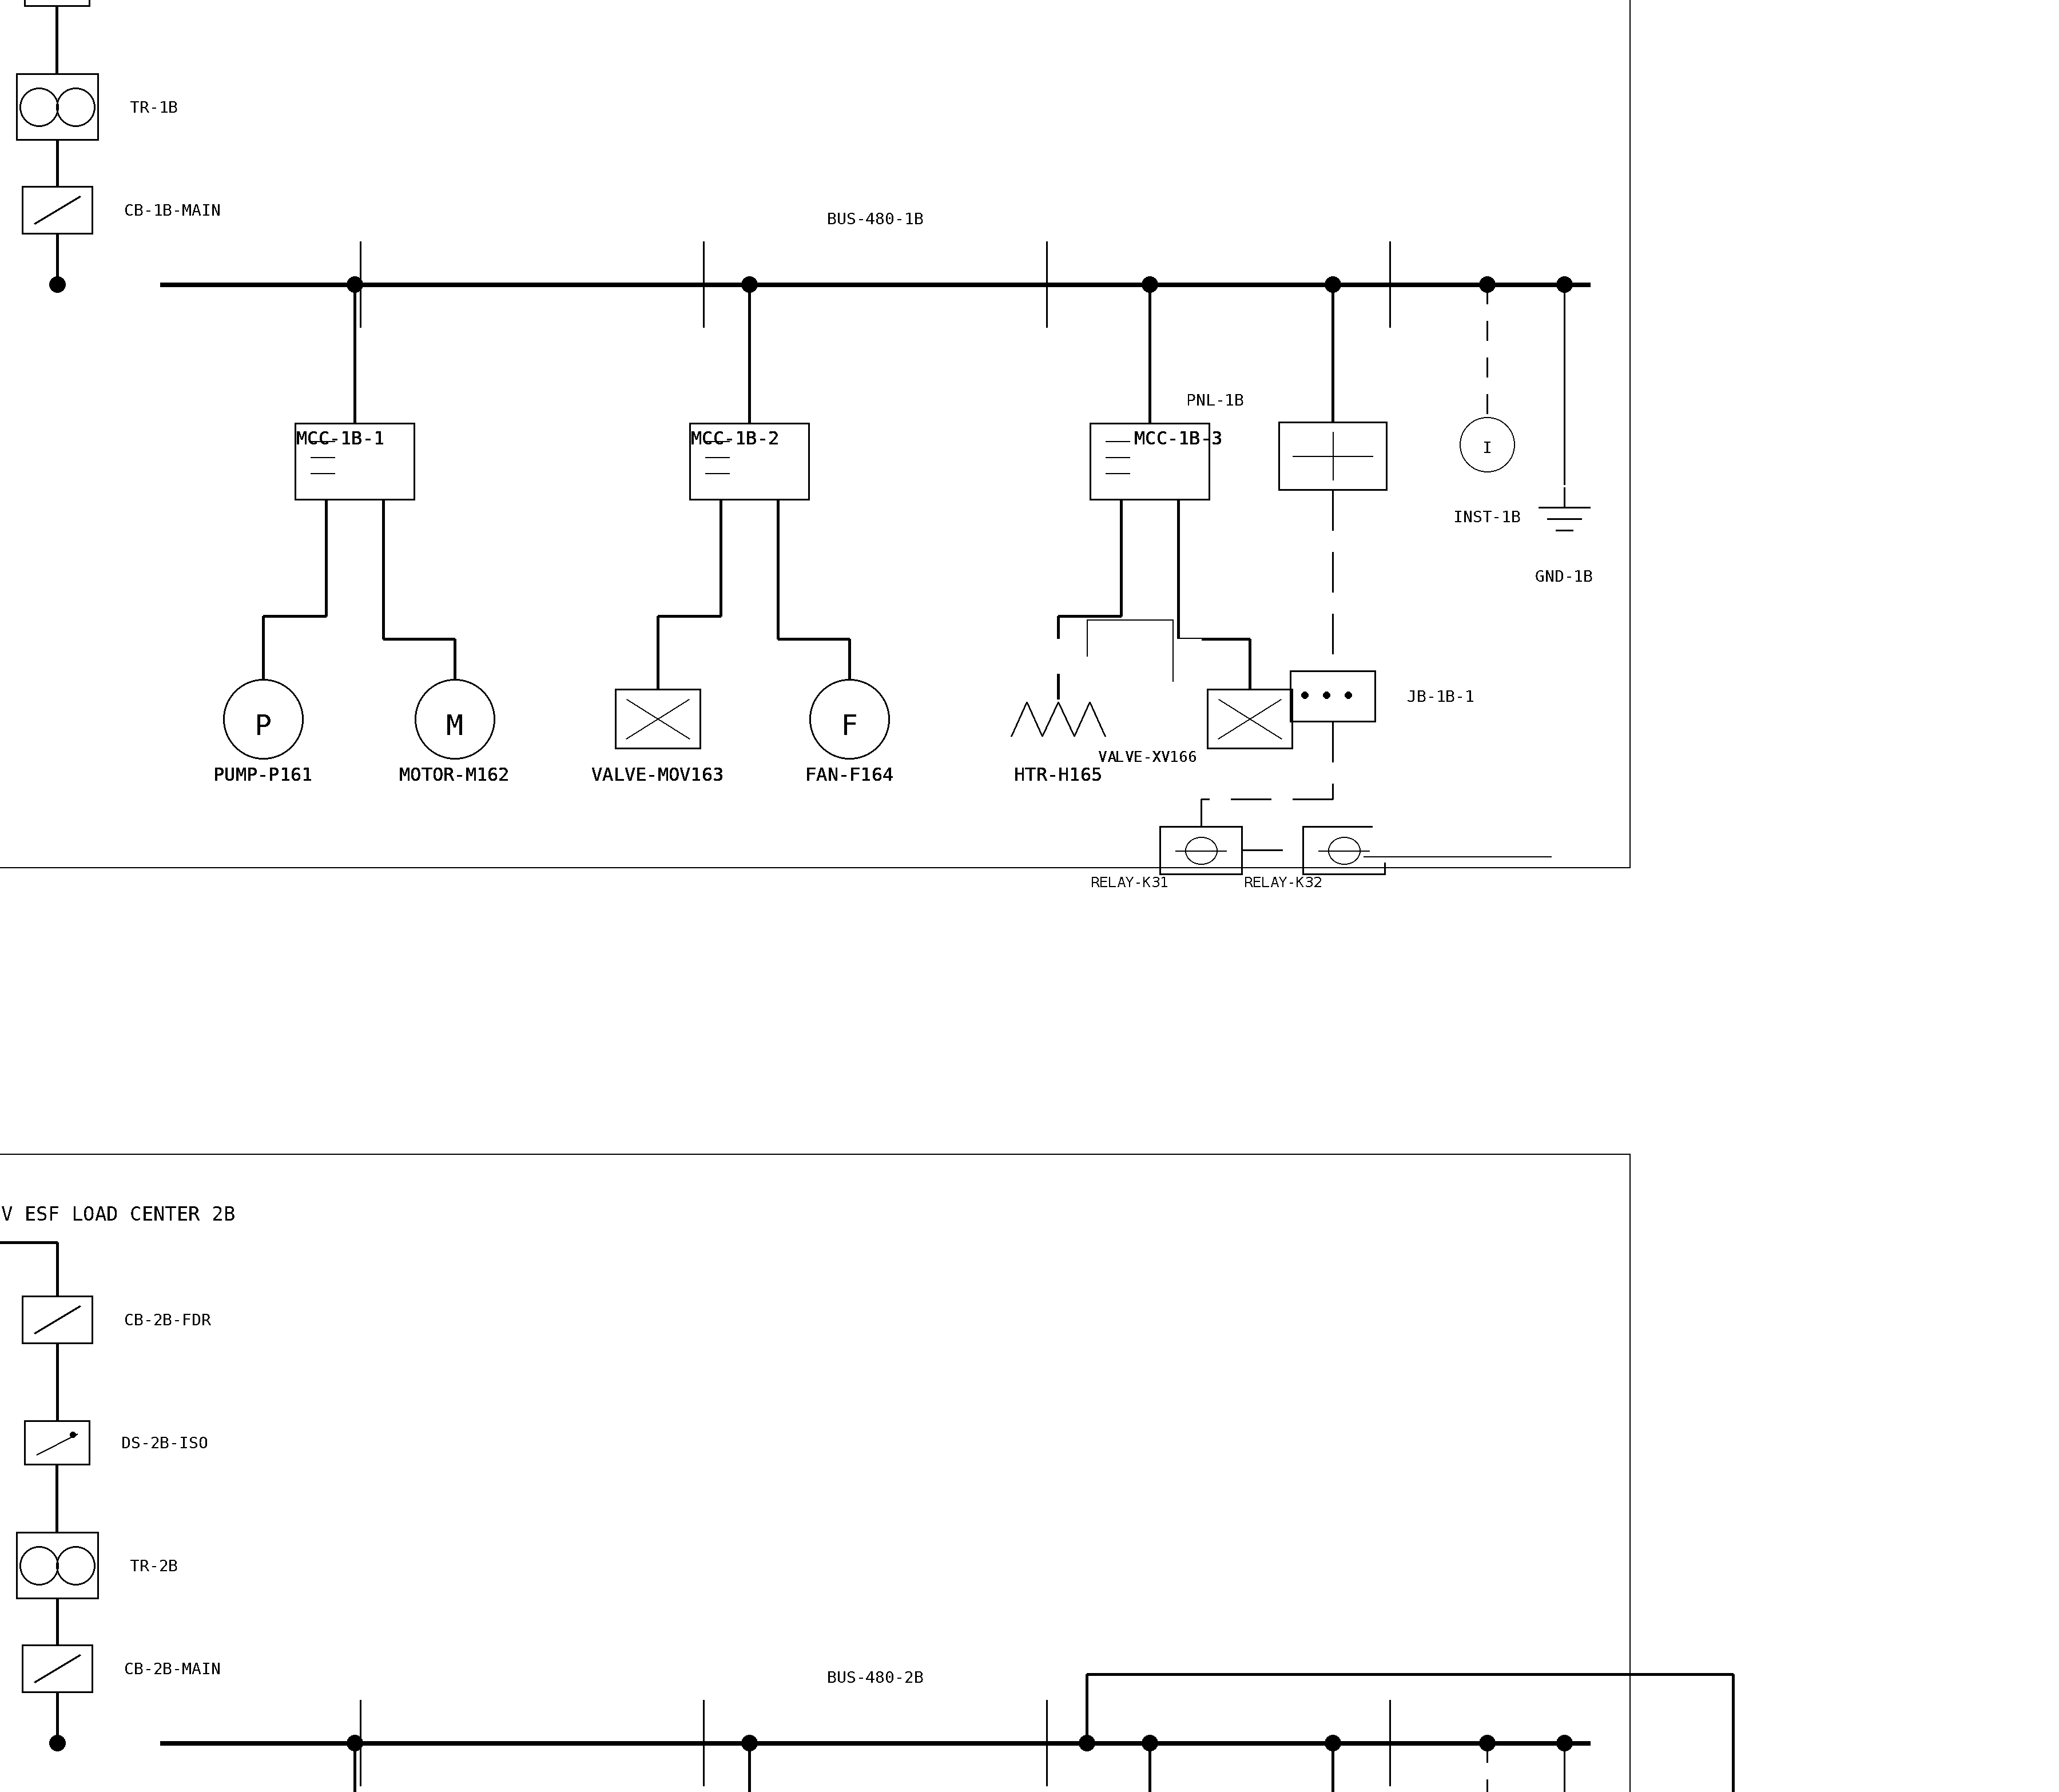 TR-1B
CB-1B-MAIN
BUS-480-1B
PNL-1B
MCC-1B-1
MCC-1B-2
MCC-1B-3
I
INST-1B
GND-1B
JB-1B-1
P
M
F
VALVE-XV166
PUMP-P161
MOTOR-M162
VALVE-MOV163
FAN-F164
HTR-H165
RELAY-K31
RELAY-K32
V ESF LOAD CENTER 2B
CB-2B-FDR
DS-2B-ISO
TR-2B
CB-2B-MAIN
BUS-480-2B